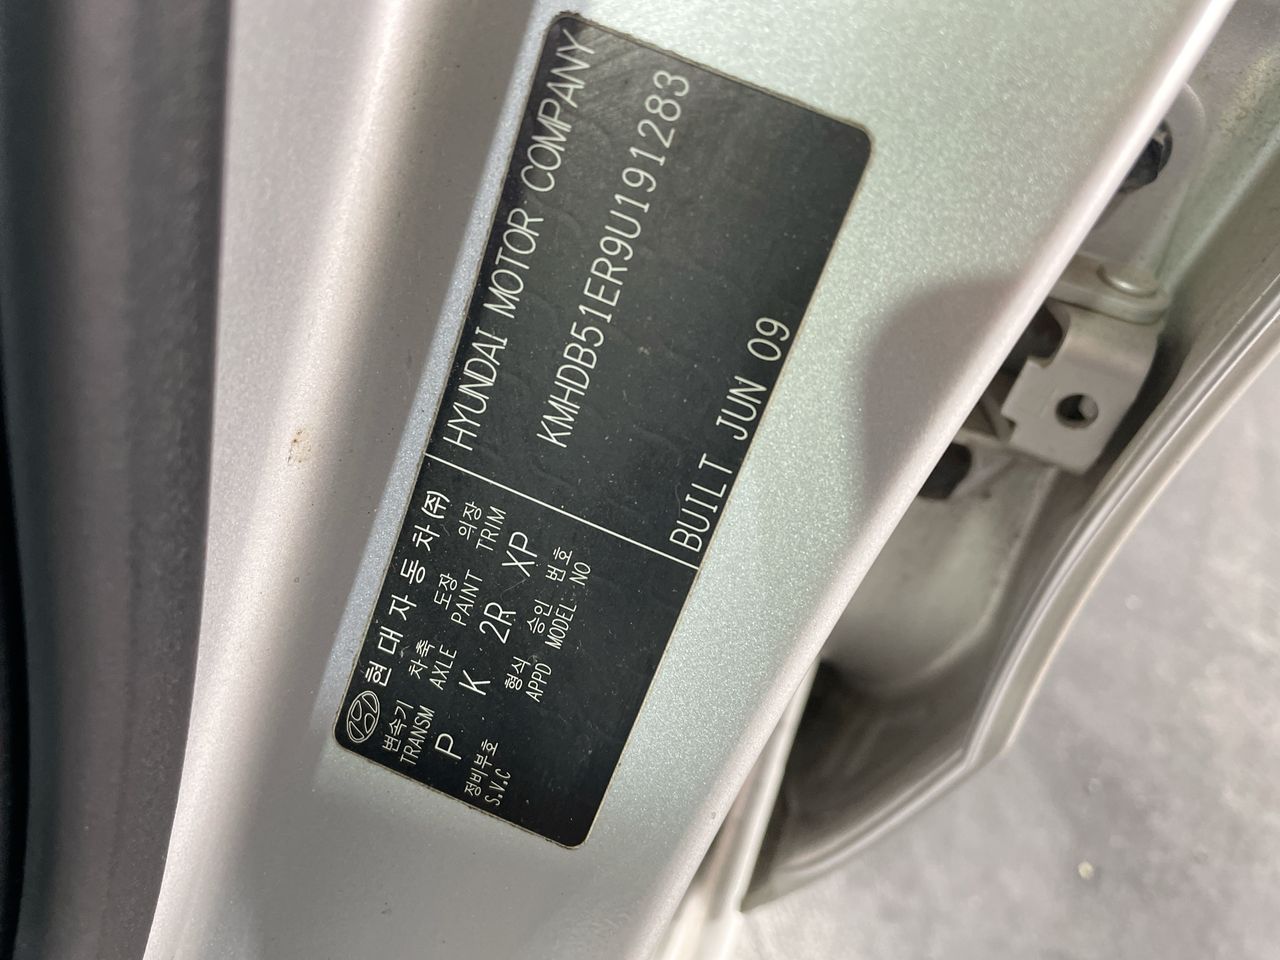 현대자동차(주) HYUNDAI MOTOR COMPANY
변속기 차축 도장 의장
TRANSM AXLE PAINT TRIM
KMHDB51ER9U191283
P K 2R XP
정비부호 형식 승인 번호
S.V.C APPD MODEL NO
BUILT JUN 09